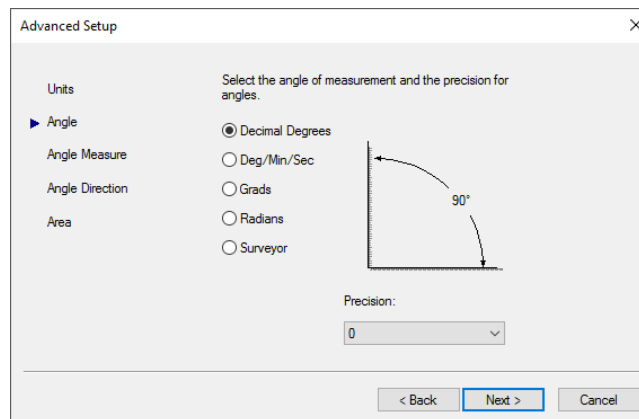 Advanced Setup
Units
Angle
Angle Measure
Angle Direction
Area
Select the angle of measurement and the precision for
angles.
Decimal Degrees
Deg/Min/Sec
Grads
Radians
Surveyor
90°
Precision:
0
< Back
Next >
Cancel